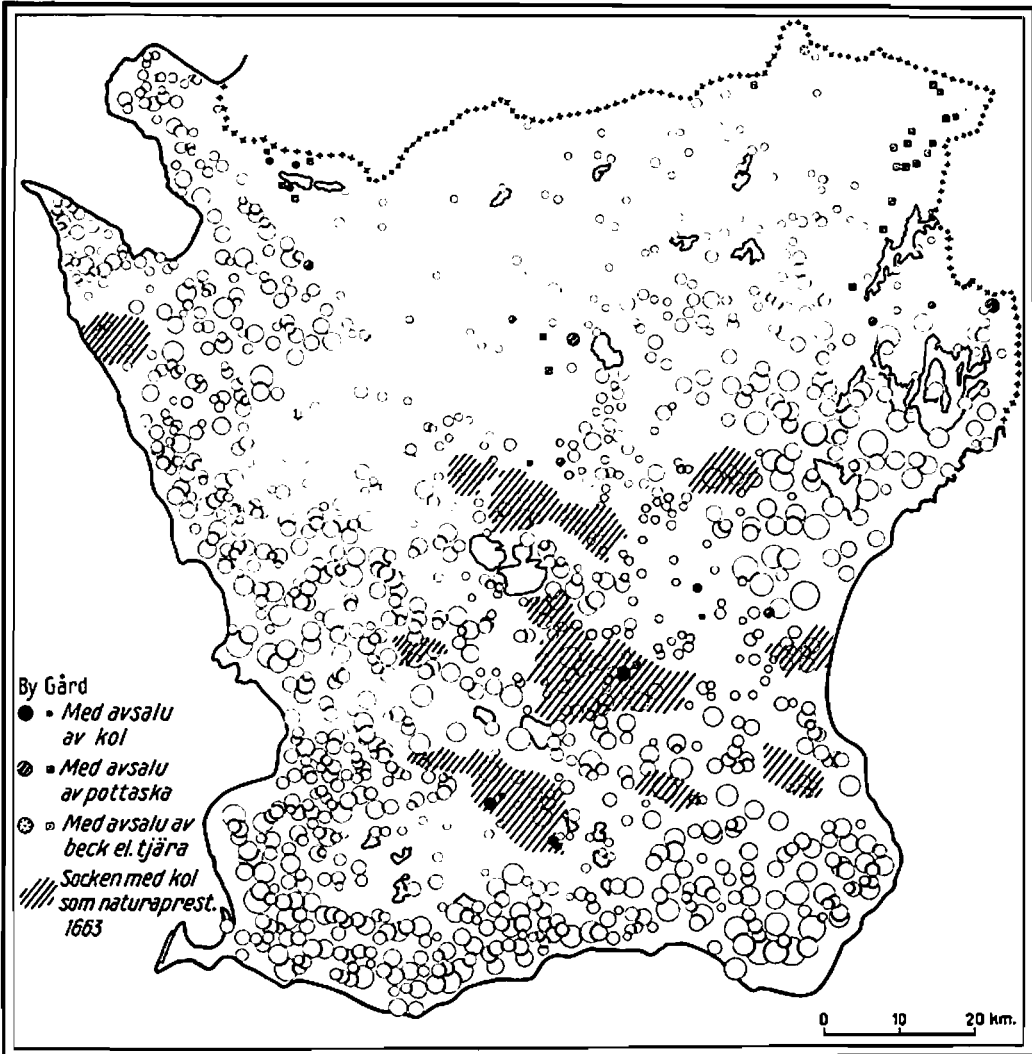 By Gård
Med avsalu
av kol
Med avsalu
av pottaska
Med avsalu av
beck el. tjära
Socken med kol
som naturaprest.
1663
0 10 20 km.